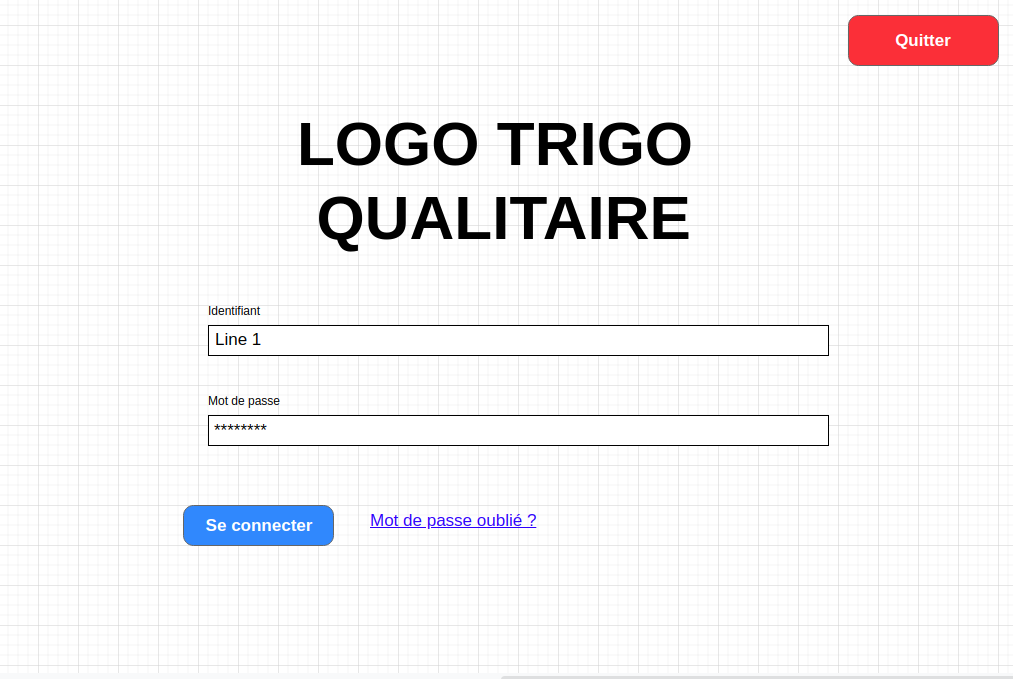 Quitter
LOGO TRIGO
QUALITAIRE
Identifiant
Line 1
Mot de passe
********
Se connecter
Mot de passe oublié ?